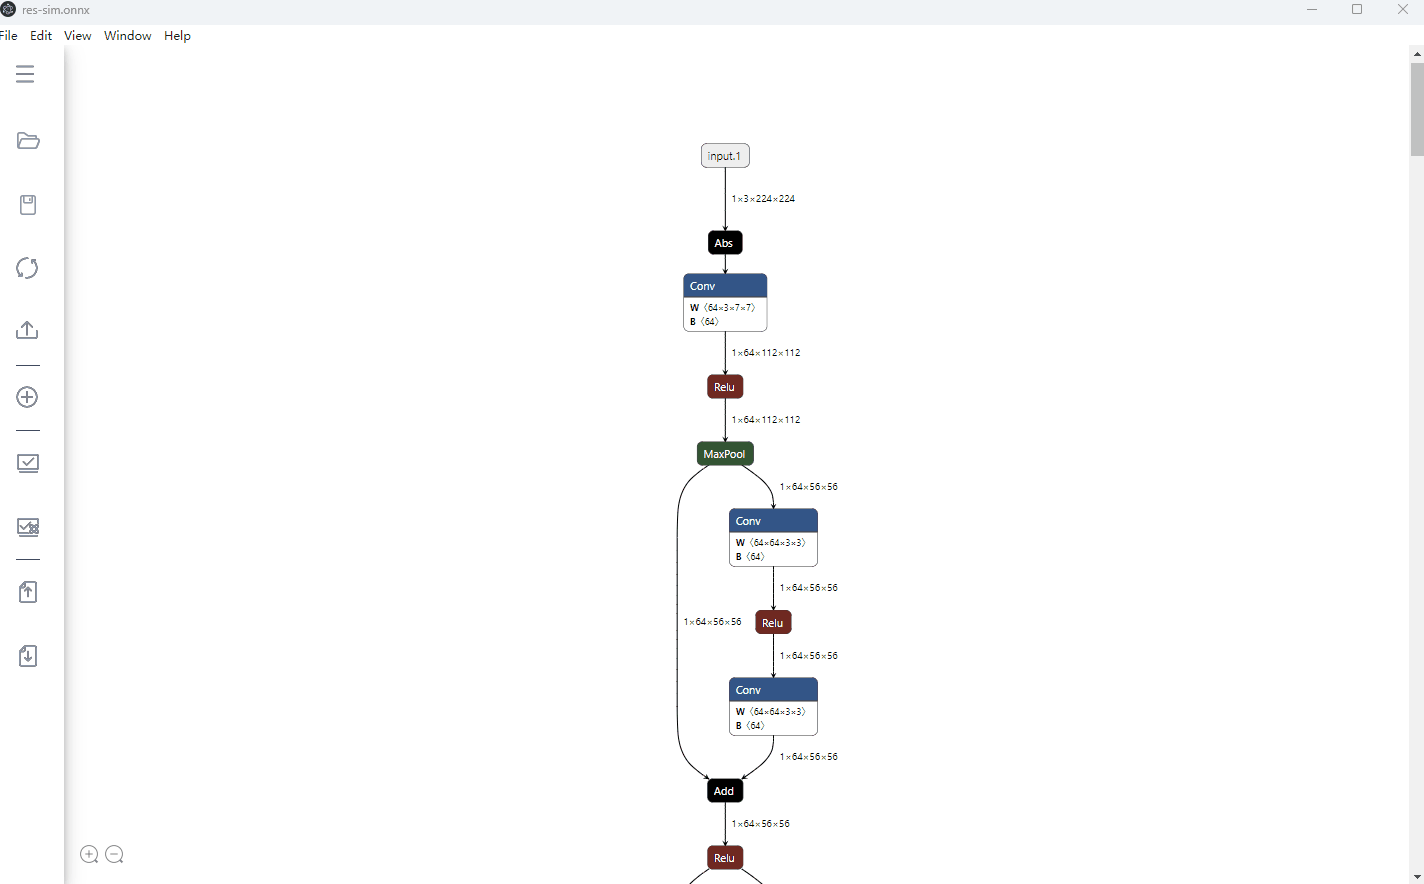 res-sim.onnx
File Edit View Window Help
input.1
1×3×224×224
Abs
Conv
W 〈64×3×7×7〉
B 〈64〉
1×64×112×112
Relu
1×64×112×112
MaxPool
1×64×56×56
Conv
W 〈64×64×3×3〉
B 〈64〉
1×64×56×56
1×64×56×56
Relu
1×64×56×56
Conv
W 〈64×64×3×3〉
B 〈64〉
1×64×56×56
Add
1×64×56×56
Relu